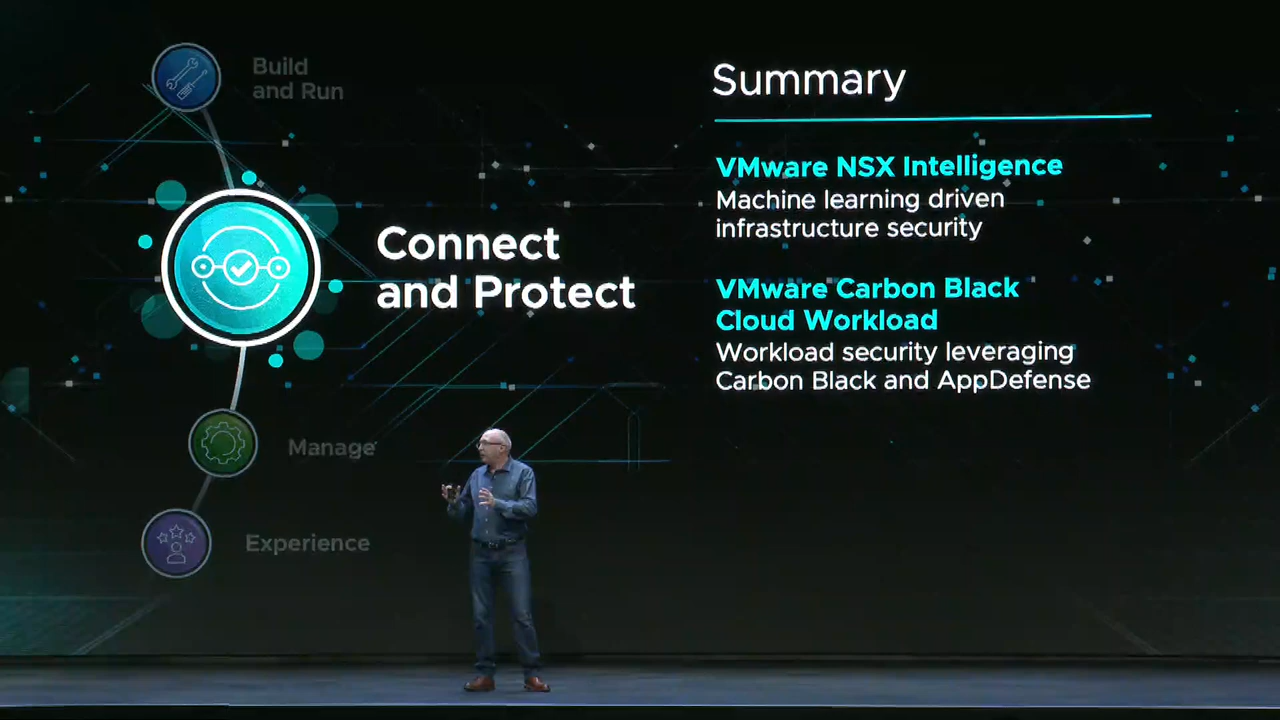 Build
and Run
Connect
and Protect
Manage
Experience
Summary
VMware NSX Intelligence
Machine learning driven
infrastructure security
VMware Carbon Black
Cloud Workload
Workload security leveraging
Carbon Black and AppDefense